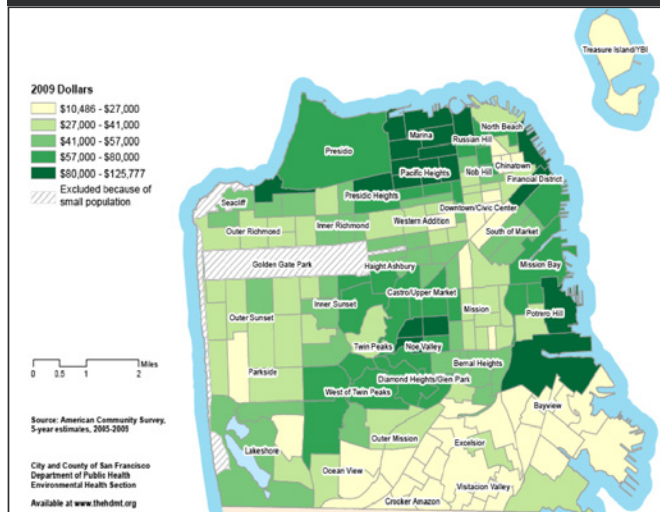 2009 Dollars
$10,486 - $27,000
$27,000 - $41,000
$41,000 - $57,000
$57,000 - $80,000
$80,000 - $125,777
Excluded because of
small population
Treasure Island/YBI
North Beach
Marina
Russian Hill
Presido
Chinatown
Pacific Heights
Nob Hill
Financial District
Presidio Heights
Seacliff
Downtown/Civic Center
Western Addition
Inner Richmond
Outer Richmond
South of Market
Golden Gate Park
Haight Ashbury
Mission Bay
Castro/Upper Market
Inner Sunset
Mission
Potrero Hill
Outer Sunset
Twin Peaks
Noe Valley
Bernal Heights
Parkside
Diamond Heights/Glen Park
West of Twin Peaks
Bayview
Outer Mission
Excelsior
Lakeshore
Ocean View
Visitacion Valley
Crocker Amazon
Miles
0 0.5 1 2
Source: American Community Survey,
5-year estimates, 2005-2009
City and County of San Francisco
Department of Public Health
Environmental Health Section
Available at www.thehdmt.org